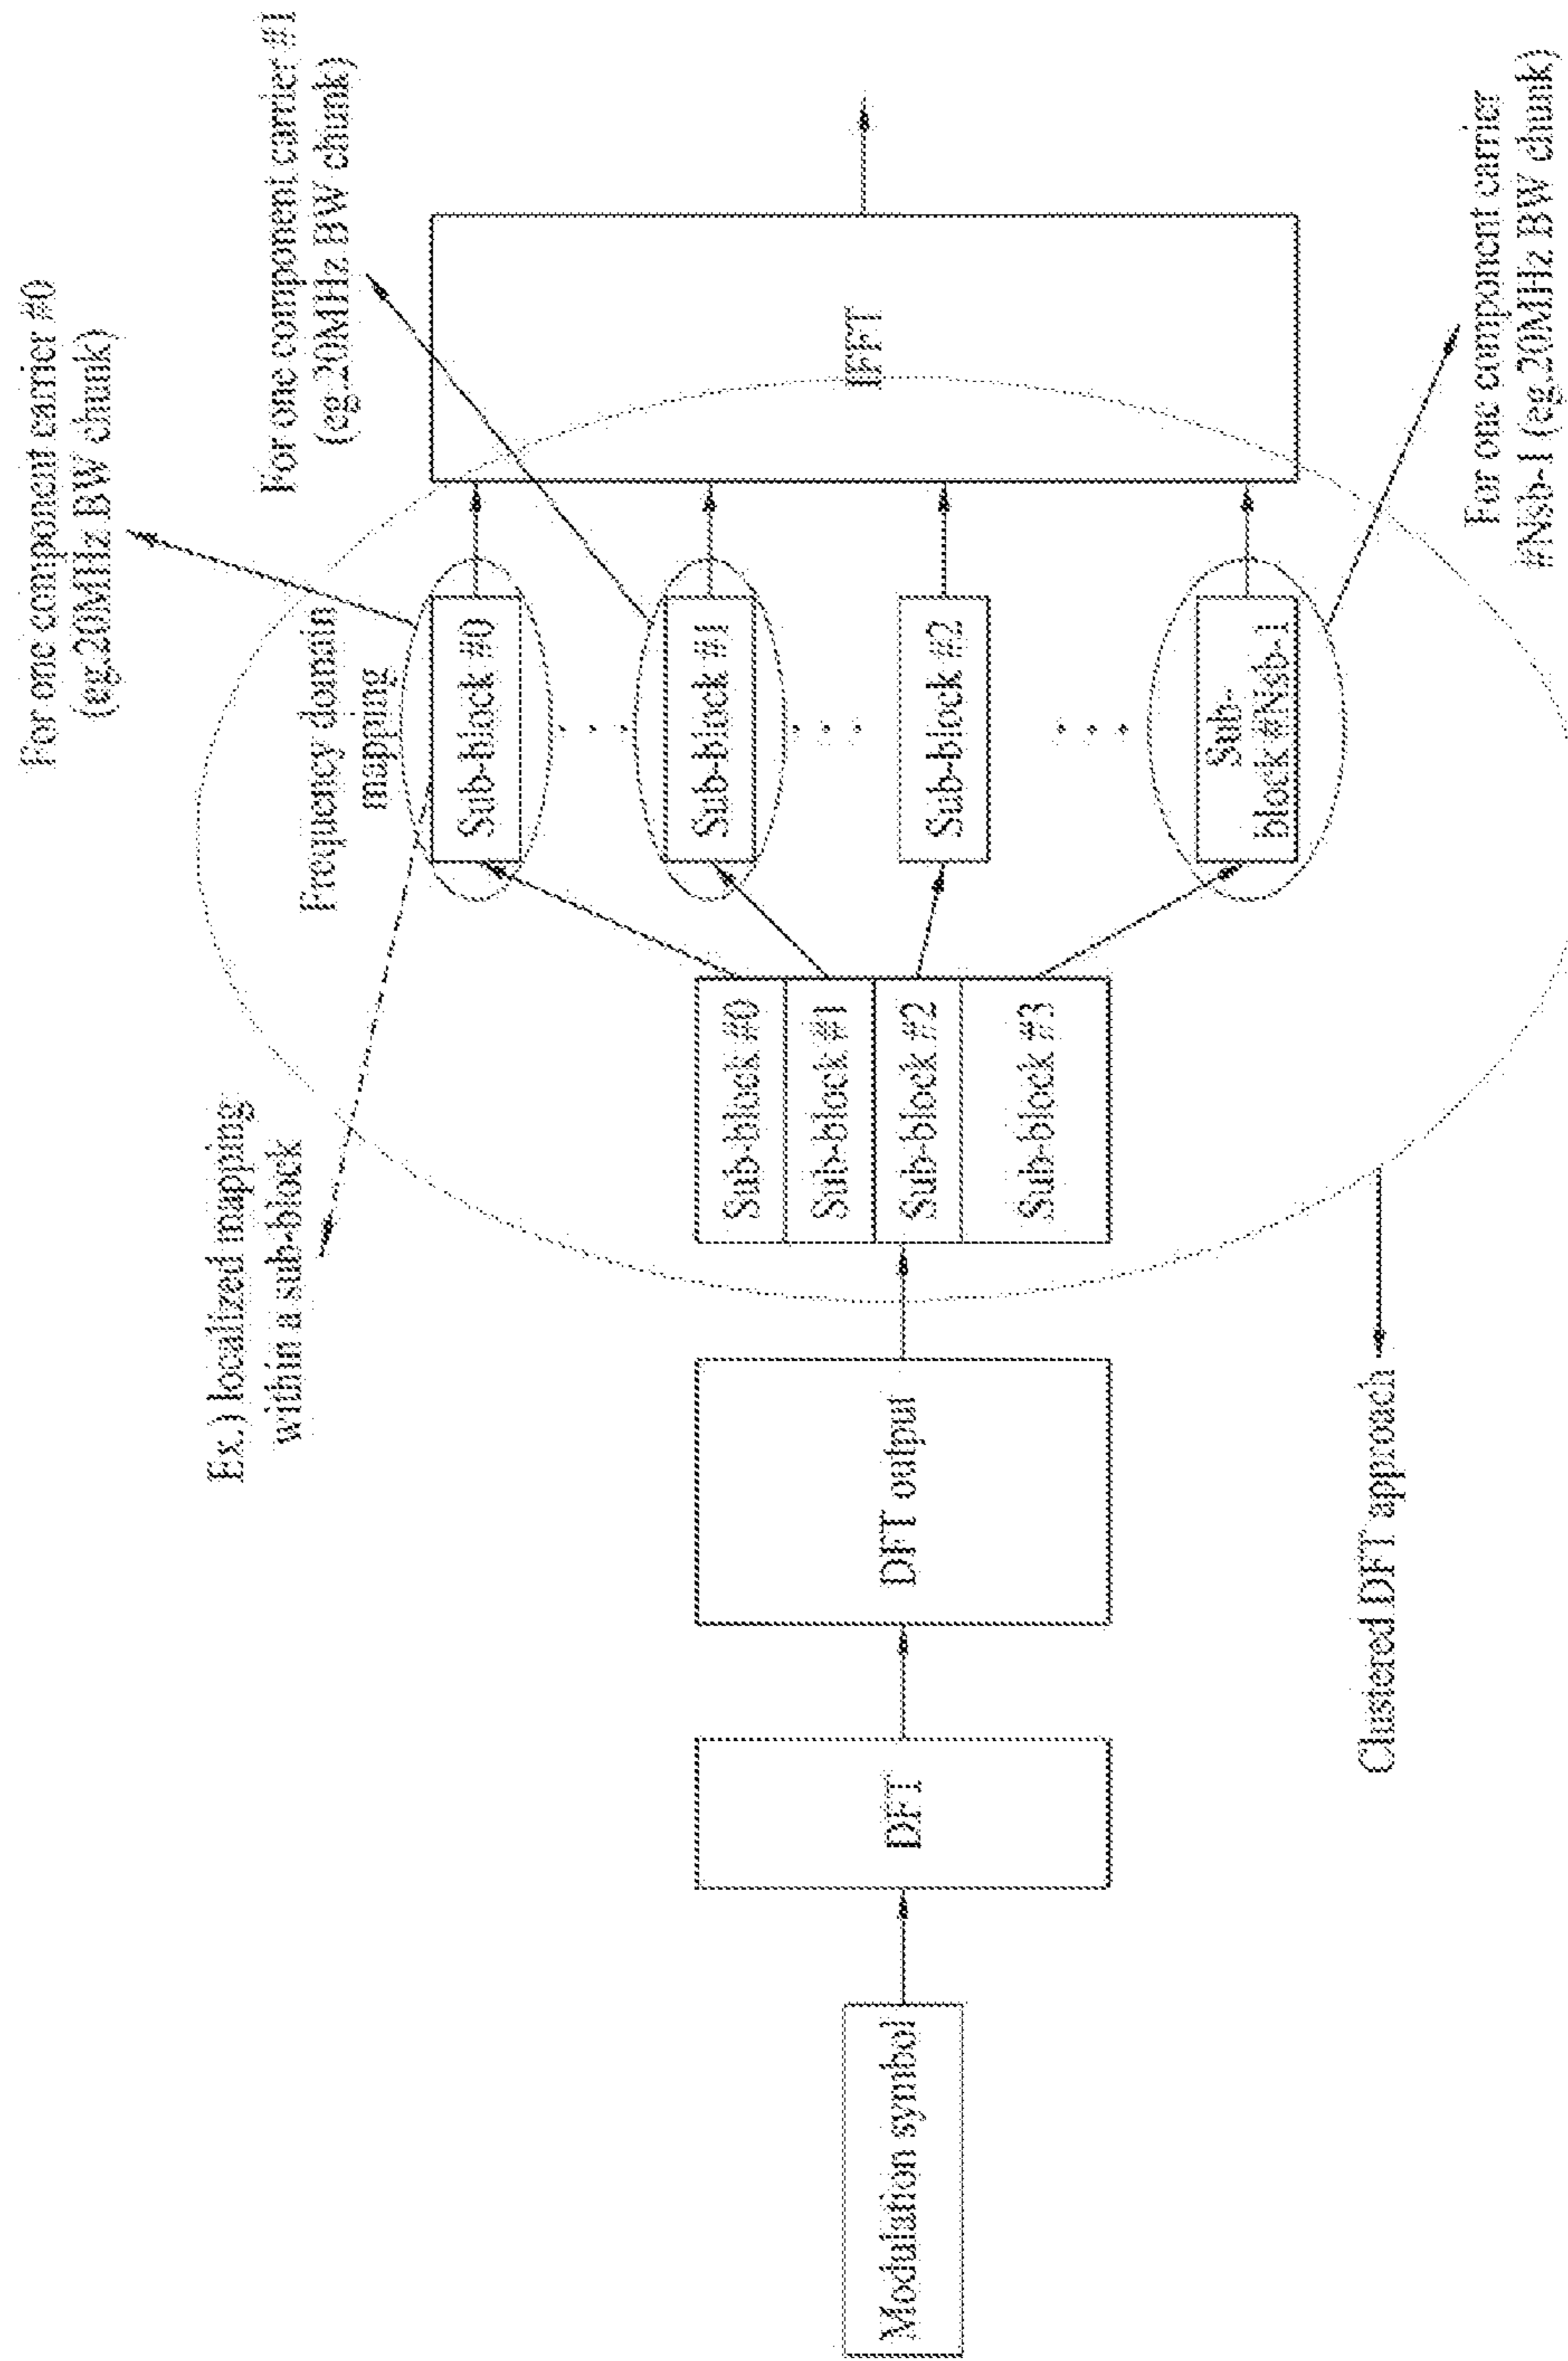 For one component carrier #0
(eg.20MHz BW chunk)
For one component carrier #1
(eg.20MHz BW chunk)
Ex.) localized mapping
within a sub-block
Frequency domain
mapping
Modulation symbol
DFT
DFT output
Sub-block #0
Sub-block #1
Sub-block #2
Sub-block #3
Sub-block #0
Sub-block #1
Sub-block #2
Sub-
block #Nsb-1
IFFT
Clustered DFT approach
For one component carrier
#Nsb-1 (eg.20MHz BW chunk)